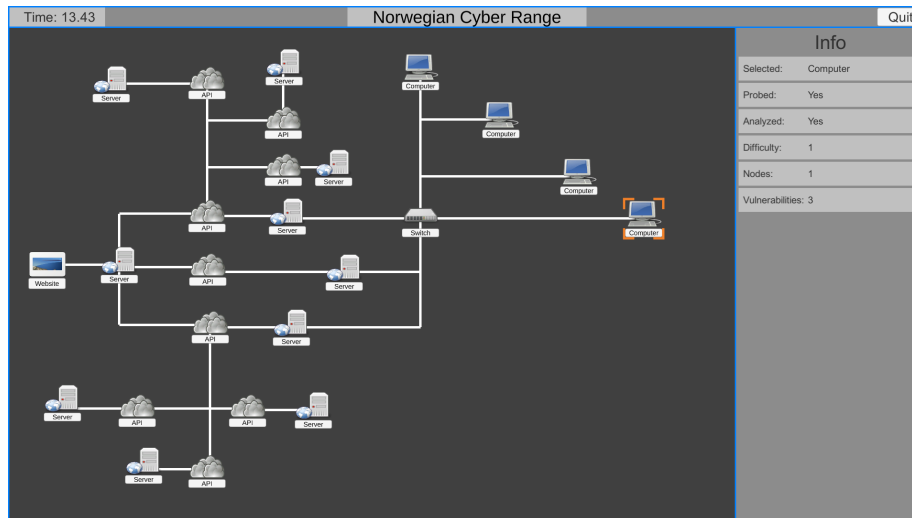 Time: 13.43
Norwegian Cyber Range
Quit
Info
Selected: Computer
Probed: Yes
Analyzed: Yes
Difficulty: 1
Nodes: 1
Vulnerabilities: 3
Server
API
Server
Computer
API
Computer
API
Server
Computer
API
Server
Switch
Computer
Website
Server
API
Server
API
Server
Server
API
API
Server
Server
API